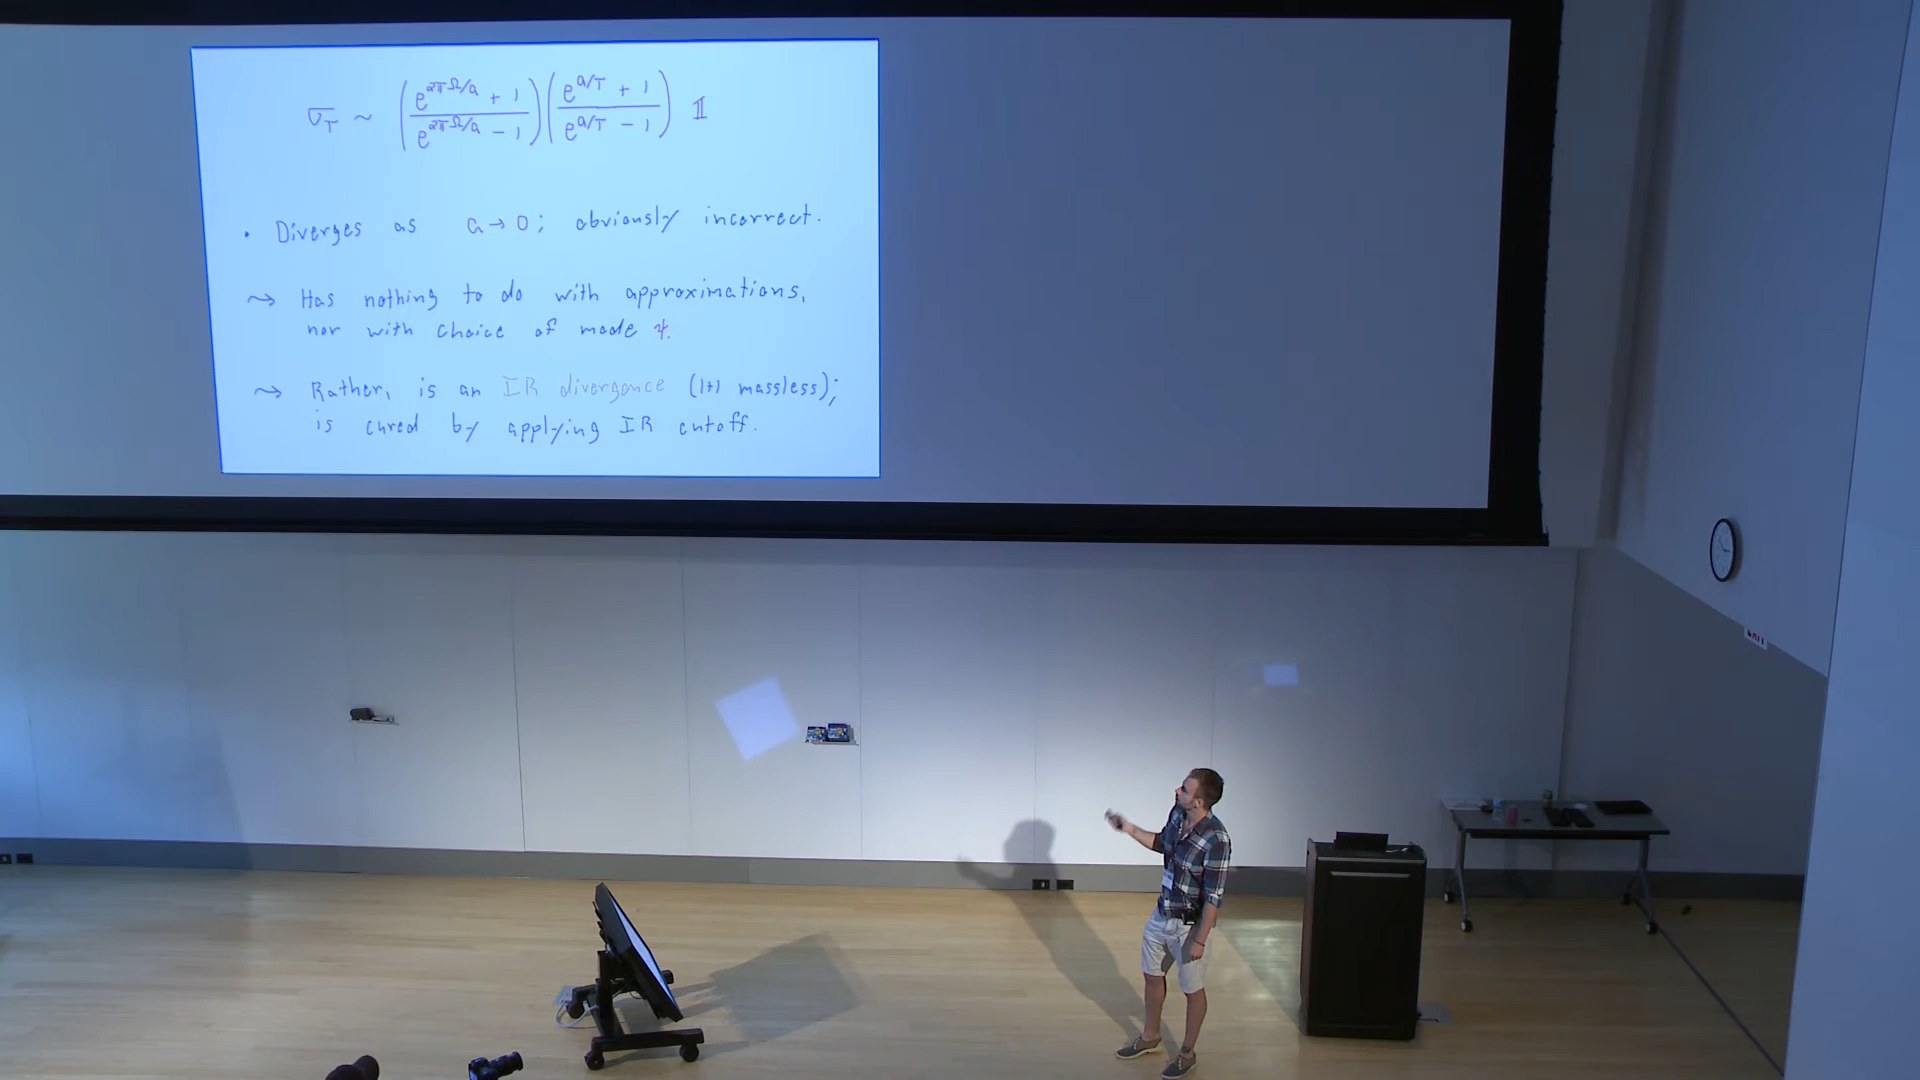 σ_T ~ ( (e^{2πΩ/a} + 1) / (e^{2πΩ/a} - 1) ) ( (e^{a/T} + 1) / (e^{a/T} - 1) ) 𝟙
• Diverges as a → 0; obviously incorrect.
⇝ Has nothing to do with approximations,
nor with choice of mode ψ.
⇝ Rather, is an IR divergence (1+1 massless);
is cured by applying IR cutoff.